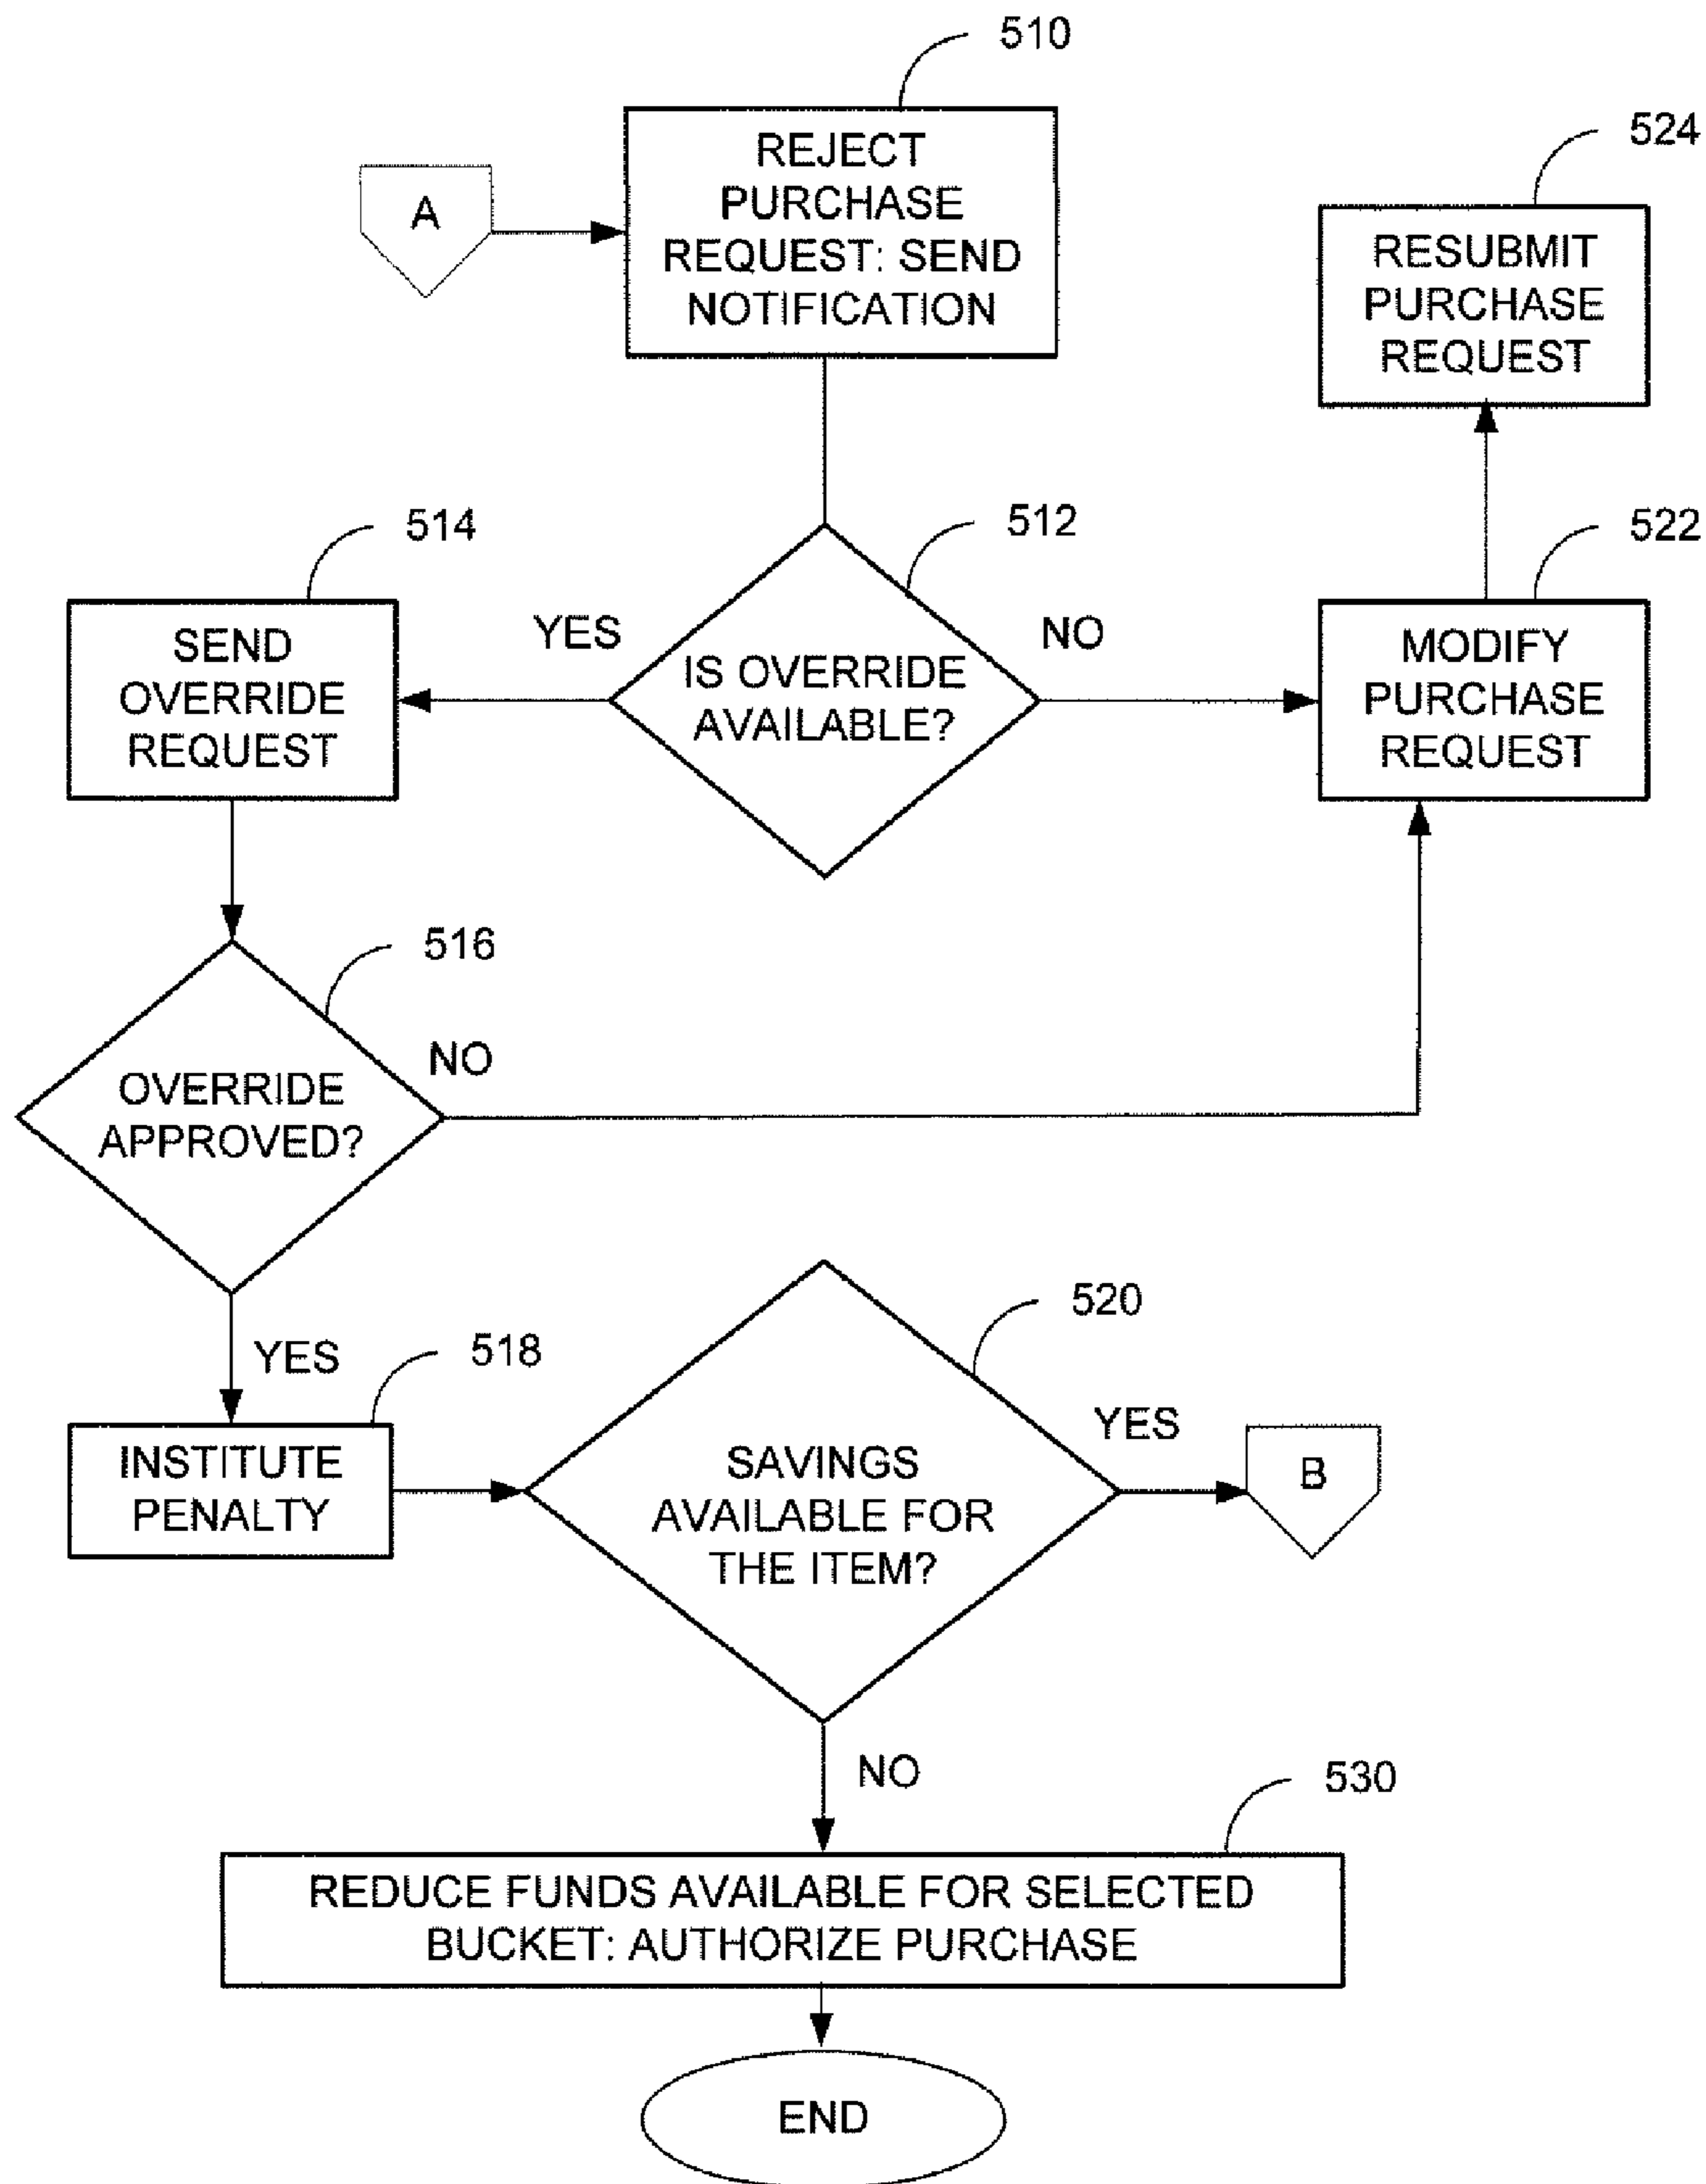 510
REJECT
PURCHASE
REQUEST: SEND
NOTIFICATION
A
524
RESUBMIT
PURCHASE
REQUEST
514
SEND
OVERRIDE
REQUEST
512
YES
NO
IS OVERRIDE
AVAILABLE?
522
MODIFY
PURCHASE
REQUEST
516
OVERRIDE
APPROVED?
NO
YES
518
INSTITUTE
PENALTY
520
SAVINGS
AVAILABLE FOR
THE ITEM?
YES
B
NO
530
REDUCE FUNDS AVAILABLE FOR SELECTED
BUCKET: AUTHORIZE PURCHASE
END